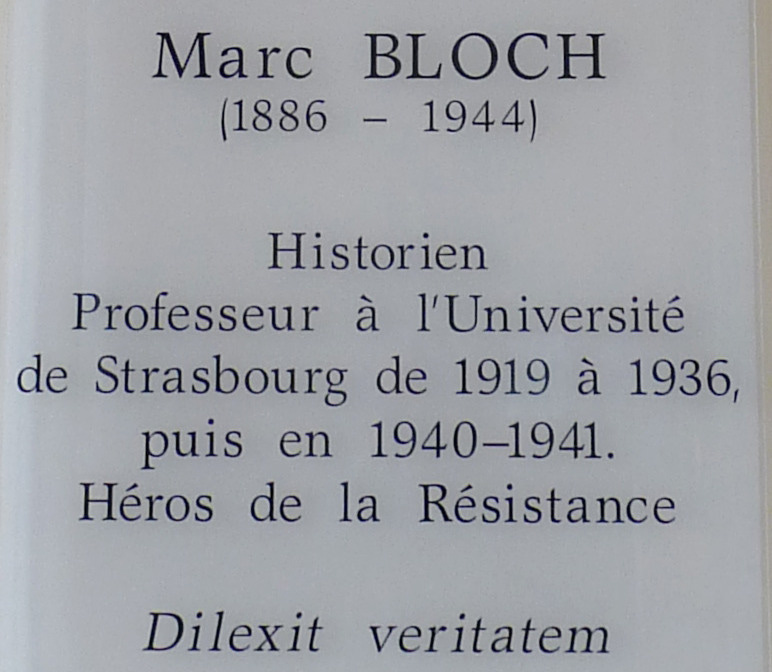 Marc BLOCH
(1886 – 1944)
Historien
Professeur à l'Université
de Strasbourg de 1919 à 1936,
puis en 1940–1941.
Héros de la Résistance
Dilexit veritatem